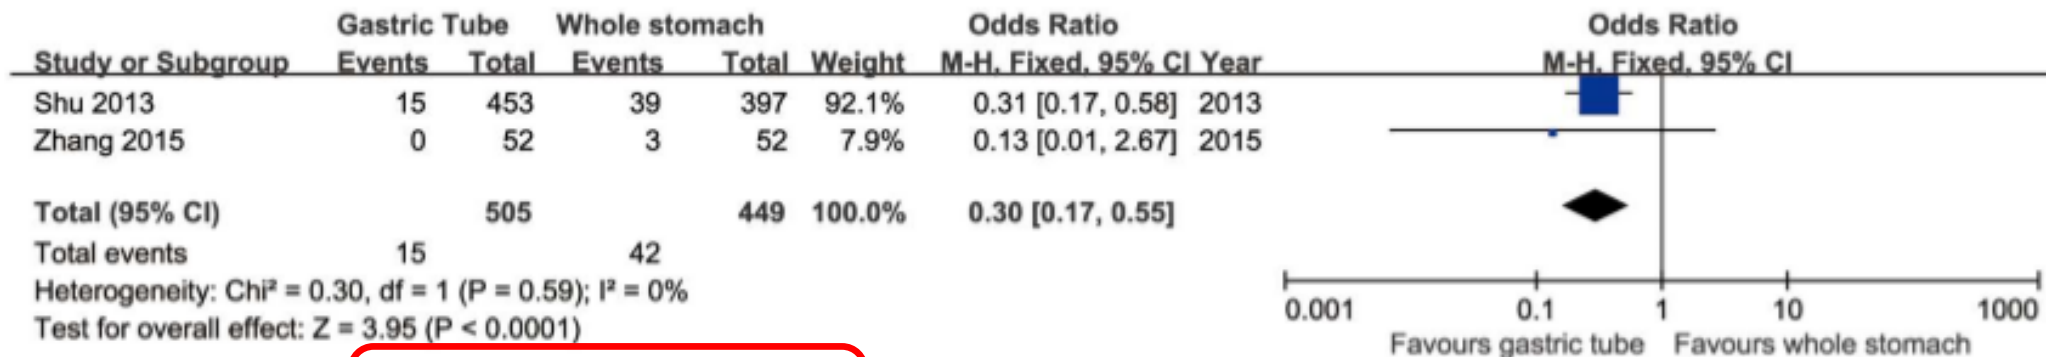 Gastric Tube Whole stomach Odds Ratio Odds Ratio
Study or Subgroup Events Total Events Total Weight M-H. Fixed. 95% CI Year M-H. Fixed. 95% CI
Shu 2013 15 453 39 397 92.1% 0.31 [0.17, 0.58] 2013
Zhang 2015 0 52 3 52 7.9% 0.13 [0.01, 2.67] 2015
Total (95% CI) 505 449 100.0% 0.30 [0.17, 0.55]
Total events 15 42
Heterogeneity: Chi² = 0.30, df = 1 (P = 0.59); I² = 0%
Test for overall effect: Z = 3.95 (P < 0.0001)
0.001 0.1 1 10 1000
Favours gastric tube Favours whole stomach